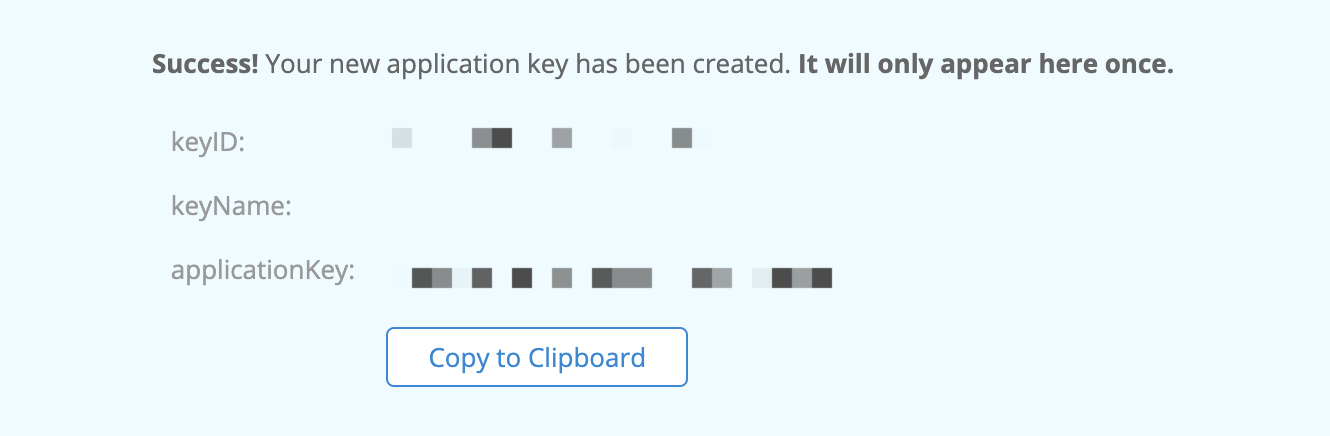 Success! Your new application key has been created. It will only appear here once.
keyID:
keyName:
applicationKey:
Copy to Clipboard